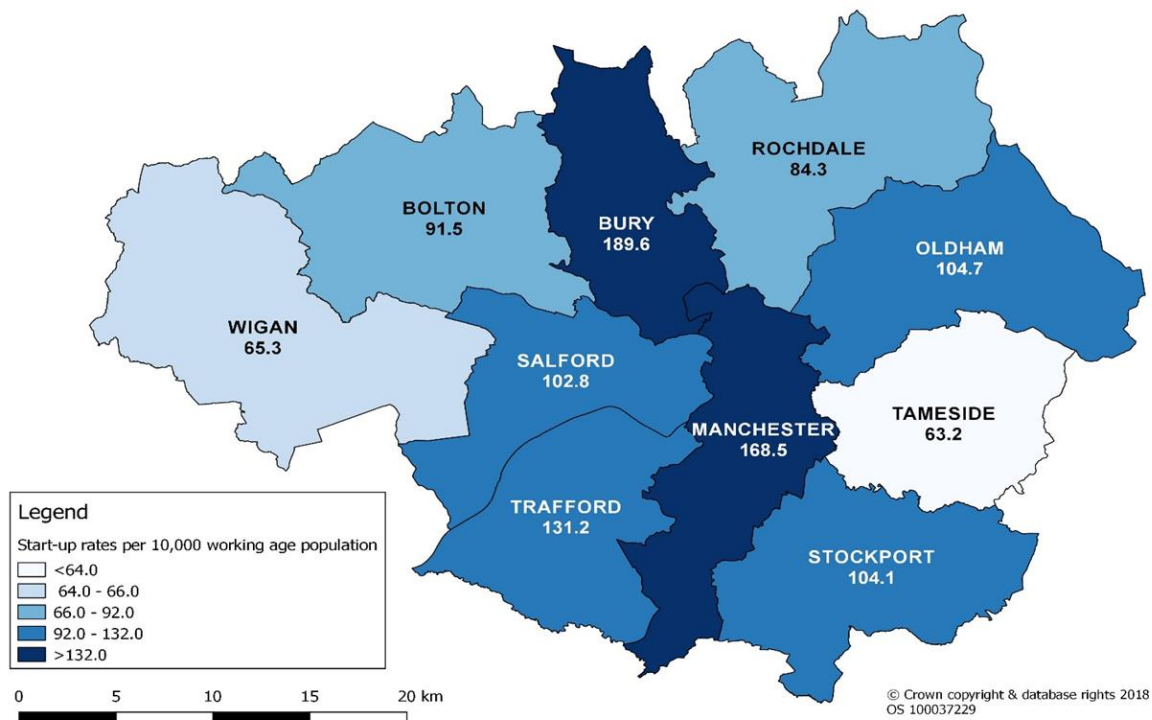 ROCHDALE
84.3
BOLTON
91.5
BURY
189.6
OLDHAM
104.7
WIGAN
65.3
SALFORD
102.8
TAMESIDE
63.2
MANCHESTER
168.5
TRAFFORD
131.2
STOCKPORT
104.1
Legend
Start-up rates per 10,000 working age population
<64.0
64.0 - 66.0
66.0 - 92.0
92.0 - 132.0
>132.0
0 5 10 15 20 km
© Crown copyright & database rights 2018
OS 100037229